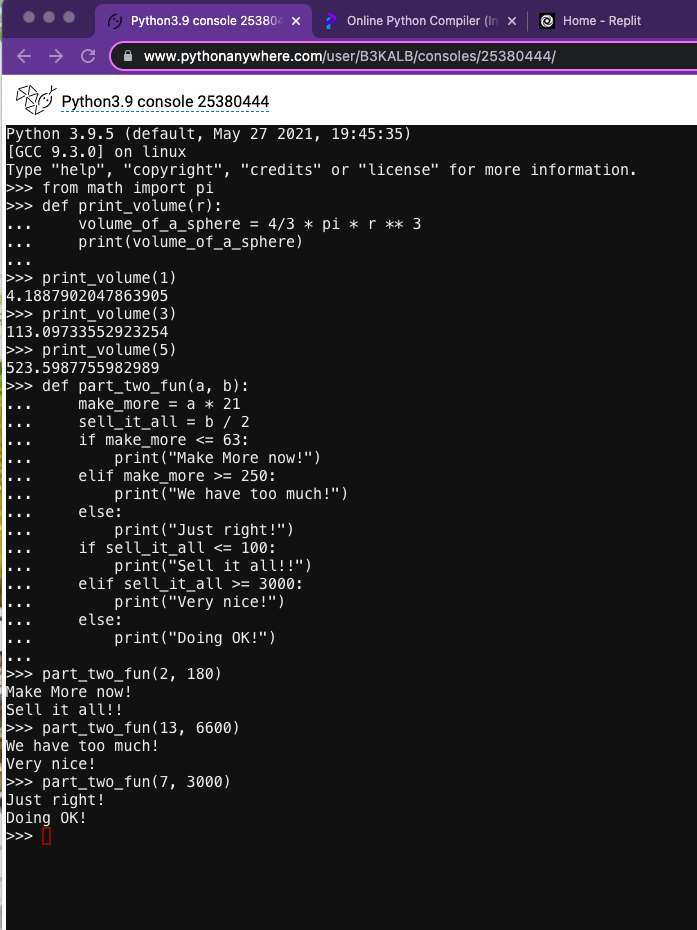 Python3.9 console 25380
Online Python Compiler (In
Home - Replit
www.pythonanywhere.com/user/B3KALB/consoles/25380444/
Python3.9 console 25380444
Python 3.9.5 (default, May 27 2021, 19:45:35)
[GCC 9.3.0] on linux
Type "help", "copyright", "credits" or "license" for more information.
>>> from math import pi
>>> def print_volume(r):
...     volume_of_a_sphere = 4/3 * pi * r ** 3
...     print(volume_of_a_sphere)
...
>>> print_volume(1)
4.1887902047863905
>>> print_volume(3)
113.09733552923254
>>> print_volume(5)
523.5987755982989
>>> def part_two_fun(a, b):
...     make_more = a * 21
...     sell_it_all = b / 2
...     if make_more <= 63:
...         print("Make More now!")
...     elif make_more >= 250:
...         print("We have too much!")
...     else:
...         print("Just right!")
...     if sell_it_all <= 100:
...         print("Sell it all!!")
...     elif sell_it_all >= 3000:
...         print("Very nice!")
...     else:
...         print("Doing OK!")
...
>>> part_two_fun(2, 180)
Make More now!
Sell it all!!
>>> part_two_fun(13, 6600)
We have too much!
Very nice!
>>> part_two_fun(7, 3000)
Just right!
Doing OK!
>>>